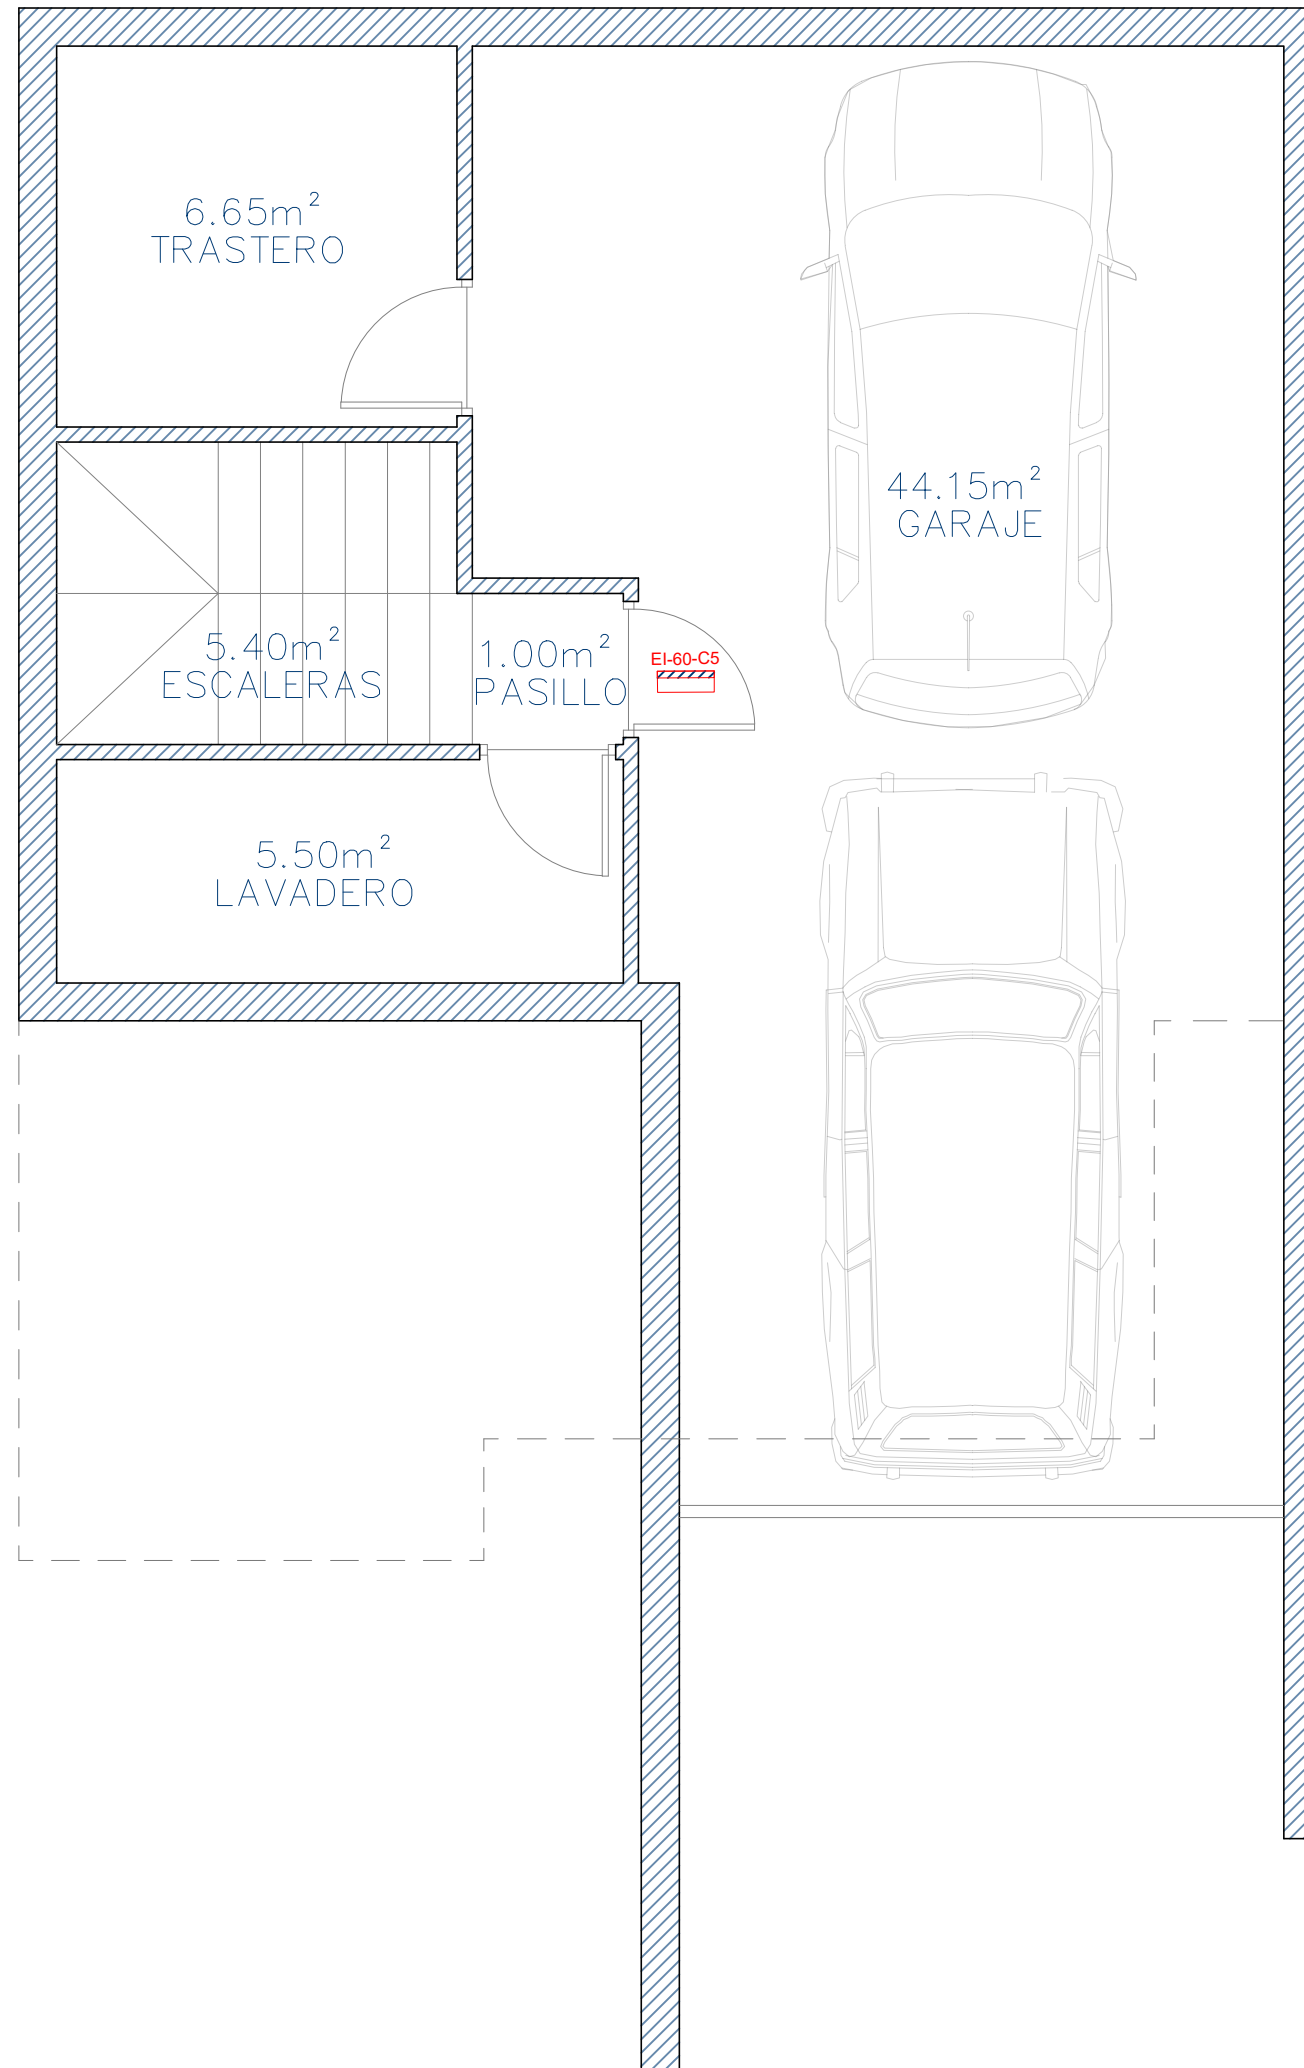 6.65m²
TRASTERO
44.15m²
GARAJE
5.40m²
ESCALERAS
1.00m²
PASILLO
EI-60-C5
5.50m²
LAVADERO